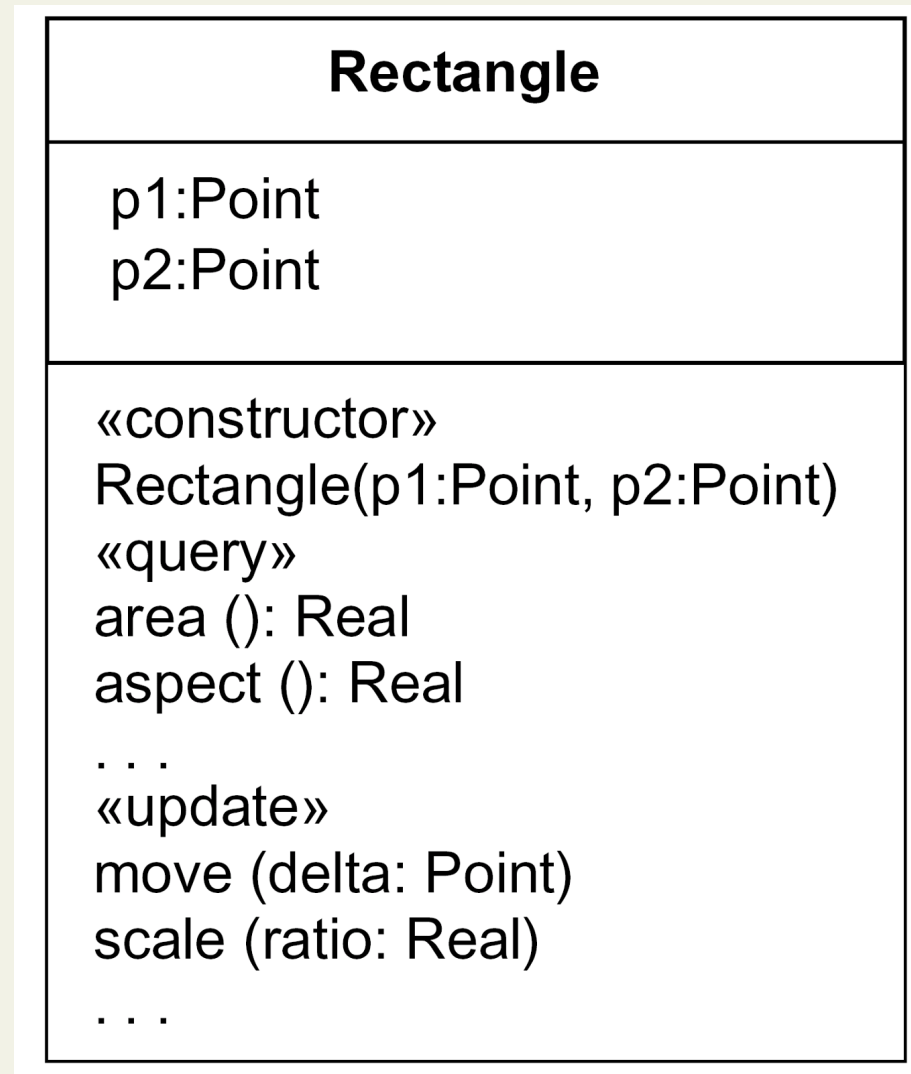 Rectangle
p1:Point
p2:Point
«constructor»
Rectangle(p1:Point, p2:Point)
«query»
area (): Real
aspect (): Real
. . .
«update»
move (delta: Point)
scale (ratio: Real)
. . .